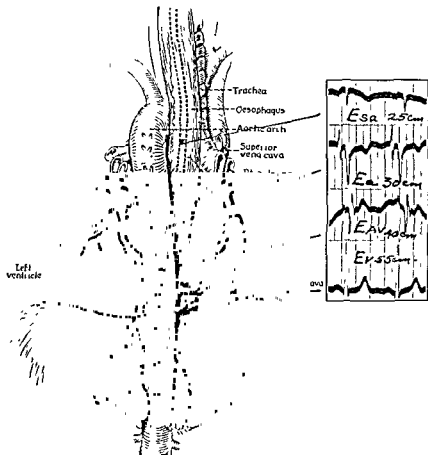 Trachea
Oesophagus
Aortic arch
Superior
vena cava
Left
ventricle
Esa 25cm
Ea 30cm
EAV 40cm
Ev 55cm